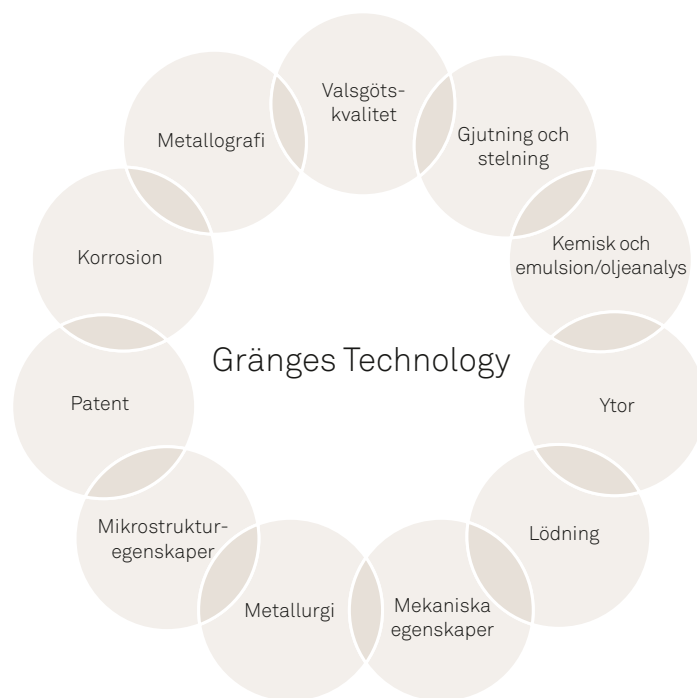 Valsgöts-
kvalitet
Gjutning och
stelning
Kemisk och
emulsion/oljeanalys
Ytor
Lödning
Mekaniska
egenskaper
Metallurgi
Mikrostruktur-
egenskaper
Patent
Korrosion
Metallografi
Gränges Technology